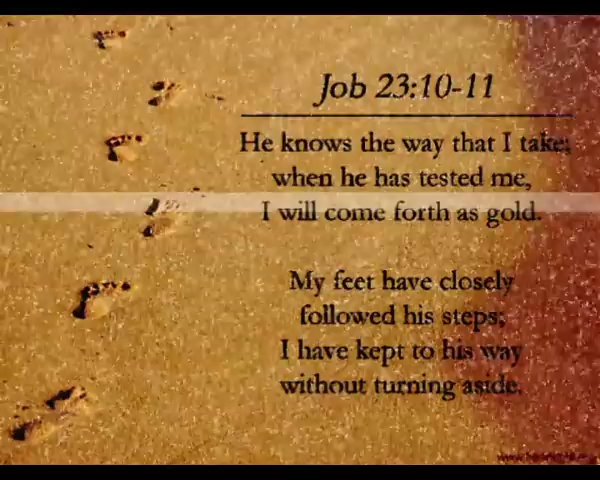 Job 23:10-11
He knows the way that I take;
when he has tested me,
I will come forth as gold.
My feet have closely
followed his steps;
I have kept to his way
without turning aside.